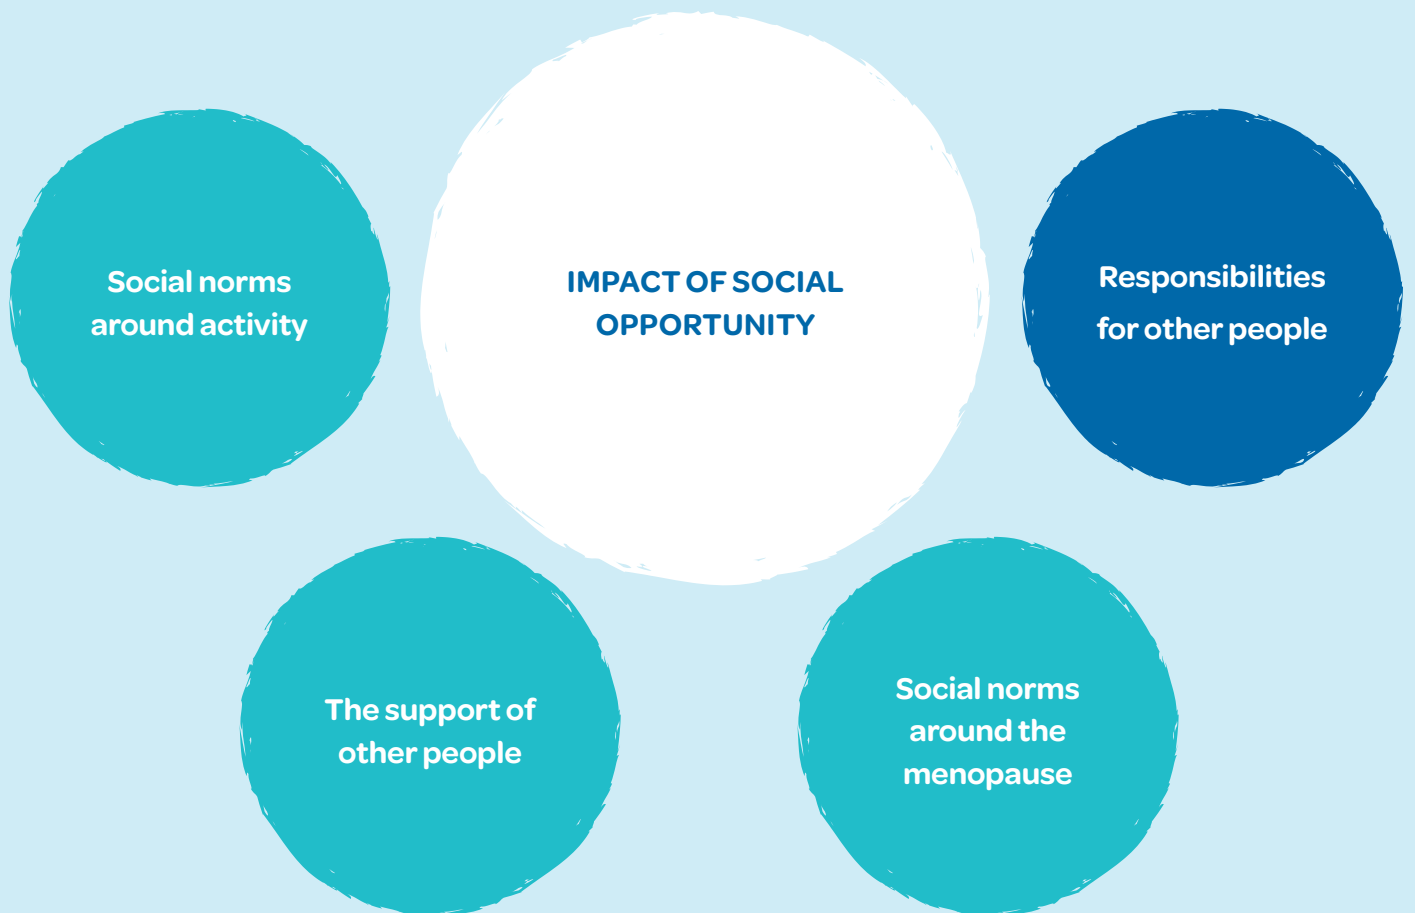 Social norms
around activity
IMPACT OF SOCIAL
OPPORTUNITY
Responsibilities
for other people
The support of
other people
Social norms
around the
menopause